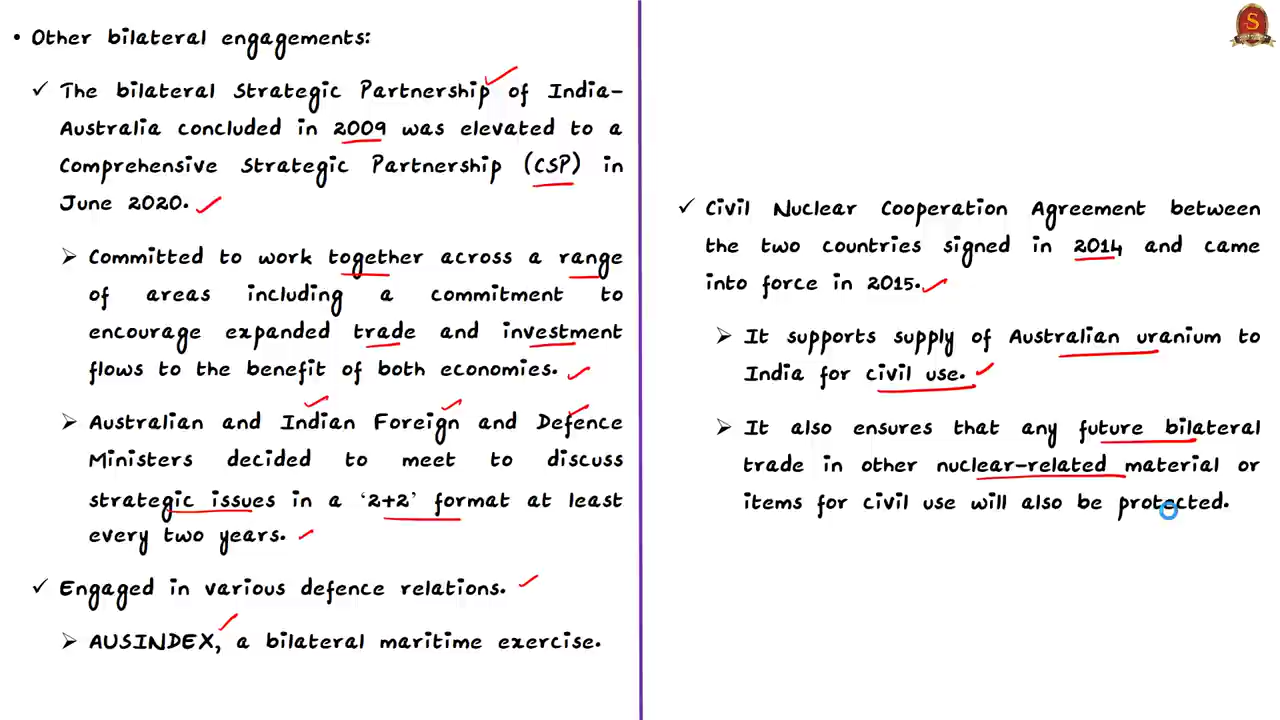 • Other bilateral engagements:
✓ The bilateral Strategic Partnership of India-
Australia concluded in 2009 was elevated to a
Comprehensive Strategic Partnership (CSP) in
June 2020.
➢ Committed to work together across a range
of areas including a commitment to
encourage expanded trade and investment
flows to the benefit of both economies.
➢ Australian and Indian Foreign and Defence
Ministers decided to meet to discuss
strategic issues in a ‘2+2’ format at least
every two years.
✓ Engaged in various defence relations.
➢ AUSINDEX, a bilateral maritime exercise.
✓ Civil Nuclear Cooperation Agreement between
the two countries signed in 2014 and came
into force in 2015.
➢ It supports supply of Australian uranium to
India for civil use.
➢ It also ensures that any future bilateral
trade in other nuclear-related material or
items for civil use will also be protected.
S